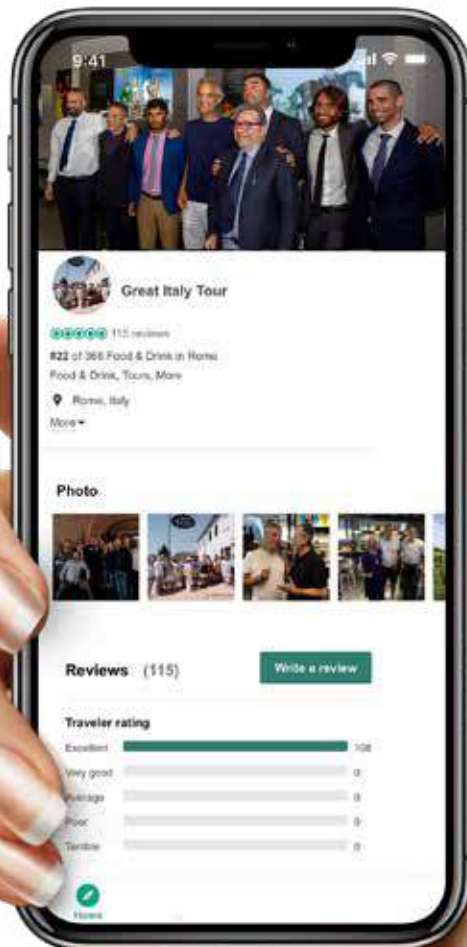 9:41
Great Italy Tour
115 reviews
#22 of 366 Food & Drink in Rome
Food & Drink, Tours, More
Rome, Italy
More
Photo
Reviews (115)
Write a review
Traveler rating
Excellent 108
Very good 0
Average 0
Poor 0
Terrible 0
Home